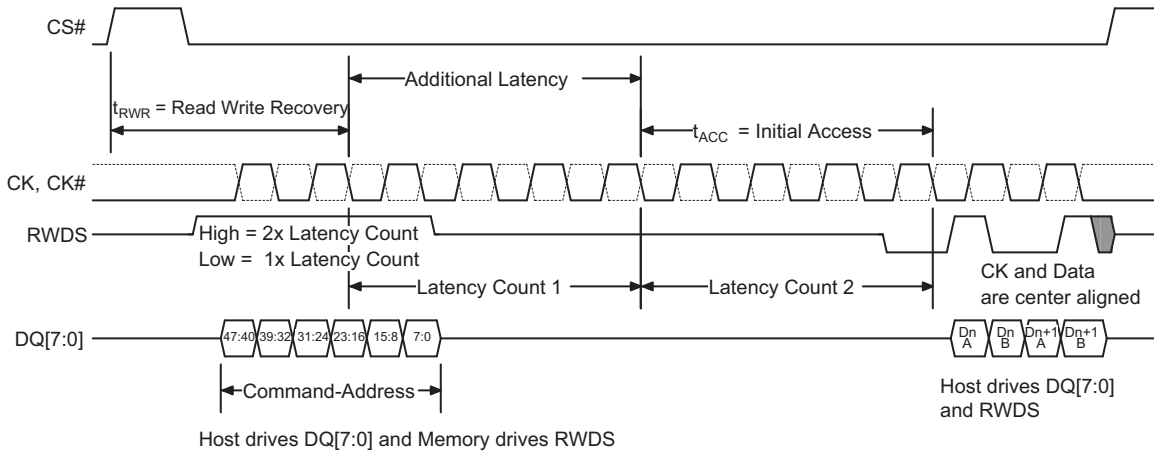 CS#
Additional Latency
tRWR = Read Write Recovery
tACC = Initial Access
CK, CK#
RWDS
High = 2x Latency Count
Low = 1x Latency Count
CK and Data
are center aligned
Latency Count 1
Latency Count 2
DQ[7:0]
47:40 39:32 31:24 23:16 15:8 7:0
Dn A
Dn B
Dn+1 A
Dn+1 B
Command-Address
Host drives DQ[7:0]
and RWDS
Host drives DQ[7:0] and Memory drives RWDS